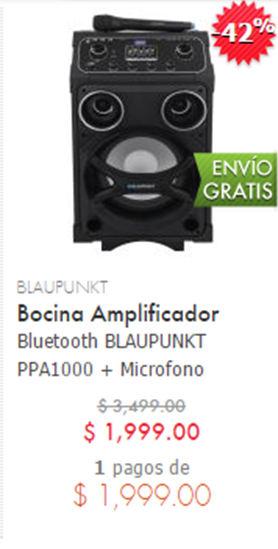 -42%
ENVÍO
GRATIS
BLAUPUNKT
Bocina Amplificador
Bluetooth BLAUPUNKT
PPA1000 + Microfono
$ 3,499.00
$ 1,999.00
1 pagos de
$ 1,999.00